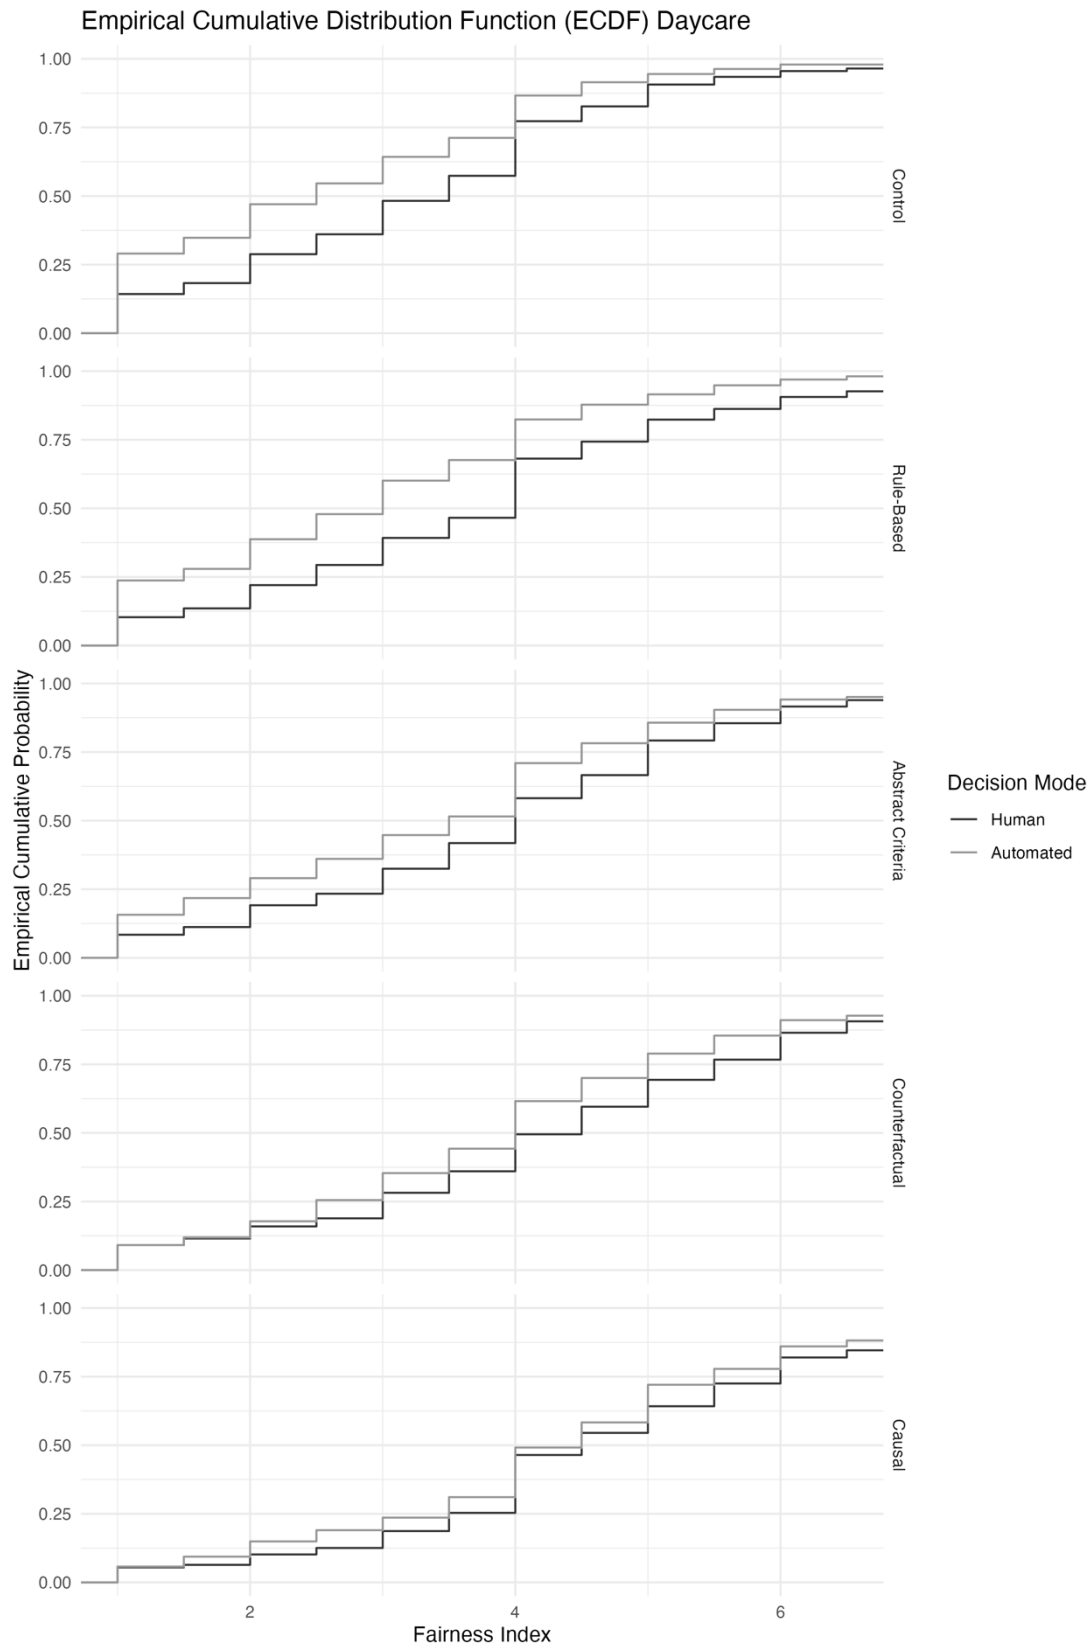 Empirical Cumulative Distribution Function (ECDF) Daycare
1.00
0.75
0.50
0.25
0.00
Control
1.00
0.75
0.50
0.25
0.00
Rule-Based
1.00
0.75
0.50
0.25
0.00
Abstract Criteria
1.00
0.75
0.50
0.25
0.00
Counterfactual
1.00
0.75
0.50
0.25
0.00
Causal
2
4
6
Fairness Index
Empirical Cumulative Probability
Decision Mode
Human
Automated